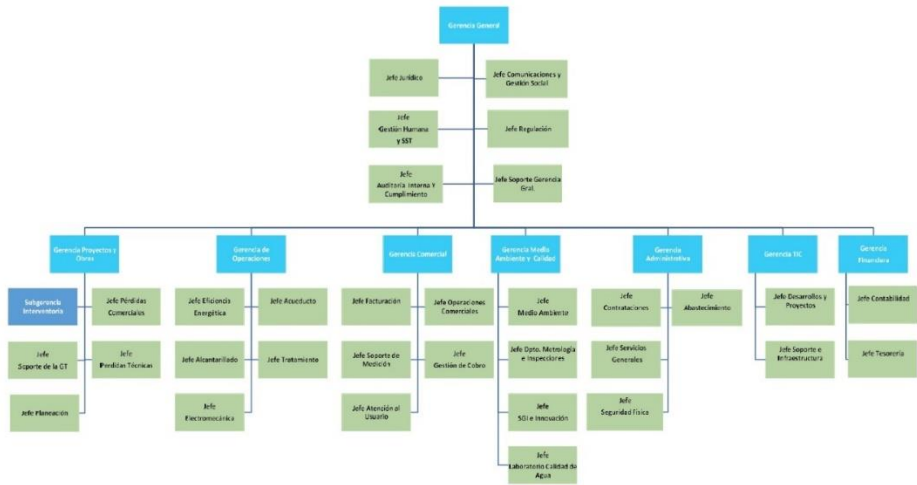 Gerencia General
Jefe Jurídico
Jefe Comunicaciones y
Gestión Social
Jefe
Gestión Humana
y SST
Jefe Regulación
Jefe
Auditoría Interna Y
Cumplimiento
Jefe Soporte Gerencia
Gral.
Gerencia Proyectos y
Obras
Gerencia de
Operaciones
Gerencia Comercial
Gerencia Medio
Ambiente y Calidad
Gerencia
Administrativa
Gerencia TIC
Gerencia
Financiera
Subgerencia
Interventoría
Jefe Pérdidas
Comerciales
Jefe Eficiencia
Energética
Jefe Acueducto
Jefe Facturación
Jefe Operaciones
Comerciales
Jefe
Medio Ambiente
Jefe
Contrataciones
Jefe
Abastecimiento
Jefe Desarrollos y
Proyectos
Jefe Contabilidad
Jefe
Soporte de la GT
Jefe
Perdidas Técnicas
Jefe Alcantarillado
Jefe Tratamiento
Jefe Soporte de
Medición
Jefe
Gestión de Cobro
Jefe Dpto. Metrología
e Inspecciones
Jefe Servicios
Generales
Jefe Soporte e
Infraestructura
Jefe Tesorería
Jefe Planeación
Jefe
Electromecánica
Jefe Atención al
Usuario
Jefe
SGI e Innovación
Jefe
Seguridad Física
Jefe
Laboratorio Calidad de
Agua